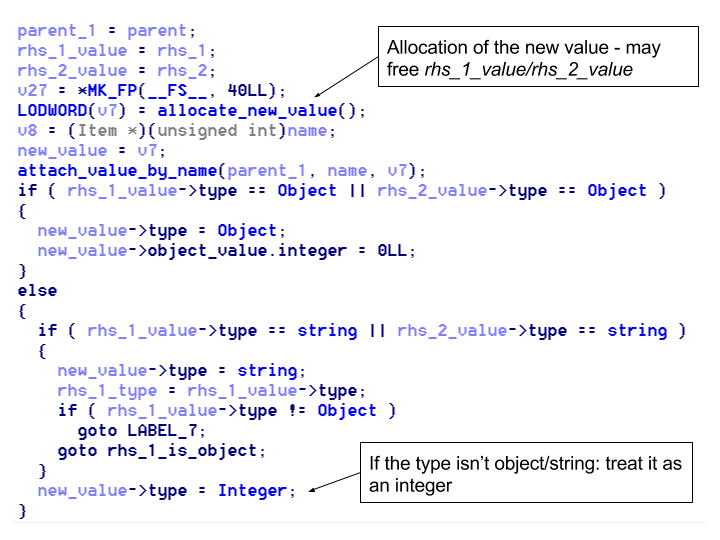 parent_1 = parent;
rhs_1_value = rhs_1;
rhs_2_value = rhs_2;
v27 = *MK_FP(__FS__, 40LL);
LODWORD(v7) = allocate_new_value();
v8 = (Item *)(unsigned int)name;
new_value = v7;
attach_value_by_name(parent_1, name, v7);
if ( rhs_1_value->type == Object || rhs_2_value->type == Object )
{
  new_value->type = Object;
  new_value->object_value.integer = 0LL;
}
else
{
  if ( rhs_1_value->type == string || rhs_2_value->type == string )
  {
    new_value->type = string;
    rhs_1_type = rhs_1_value->type;
    if ( rhs_1_value->type != Object )
      goto LABEL_7;
    goto rhs_1_is_object;
  }
  new_value->type = Integer;
}
Allocation of the new value - may
free rhs_1_value/rhs_2_value
If the type isn’t object/string: treat it as
an integer